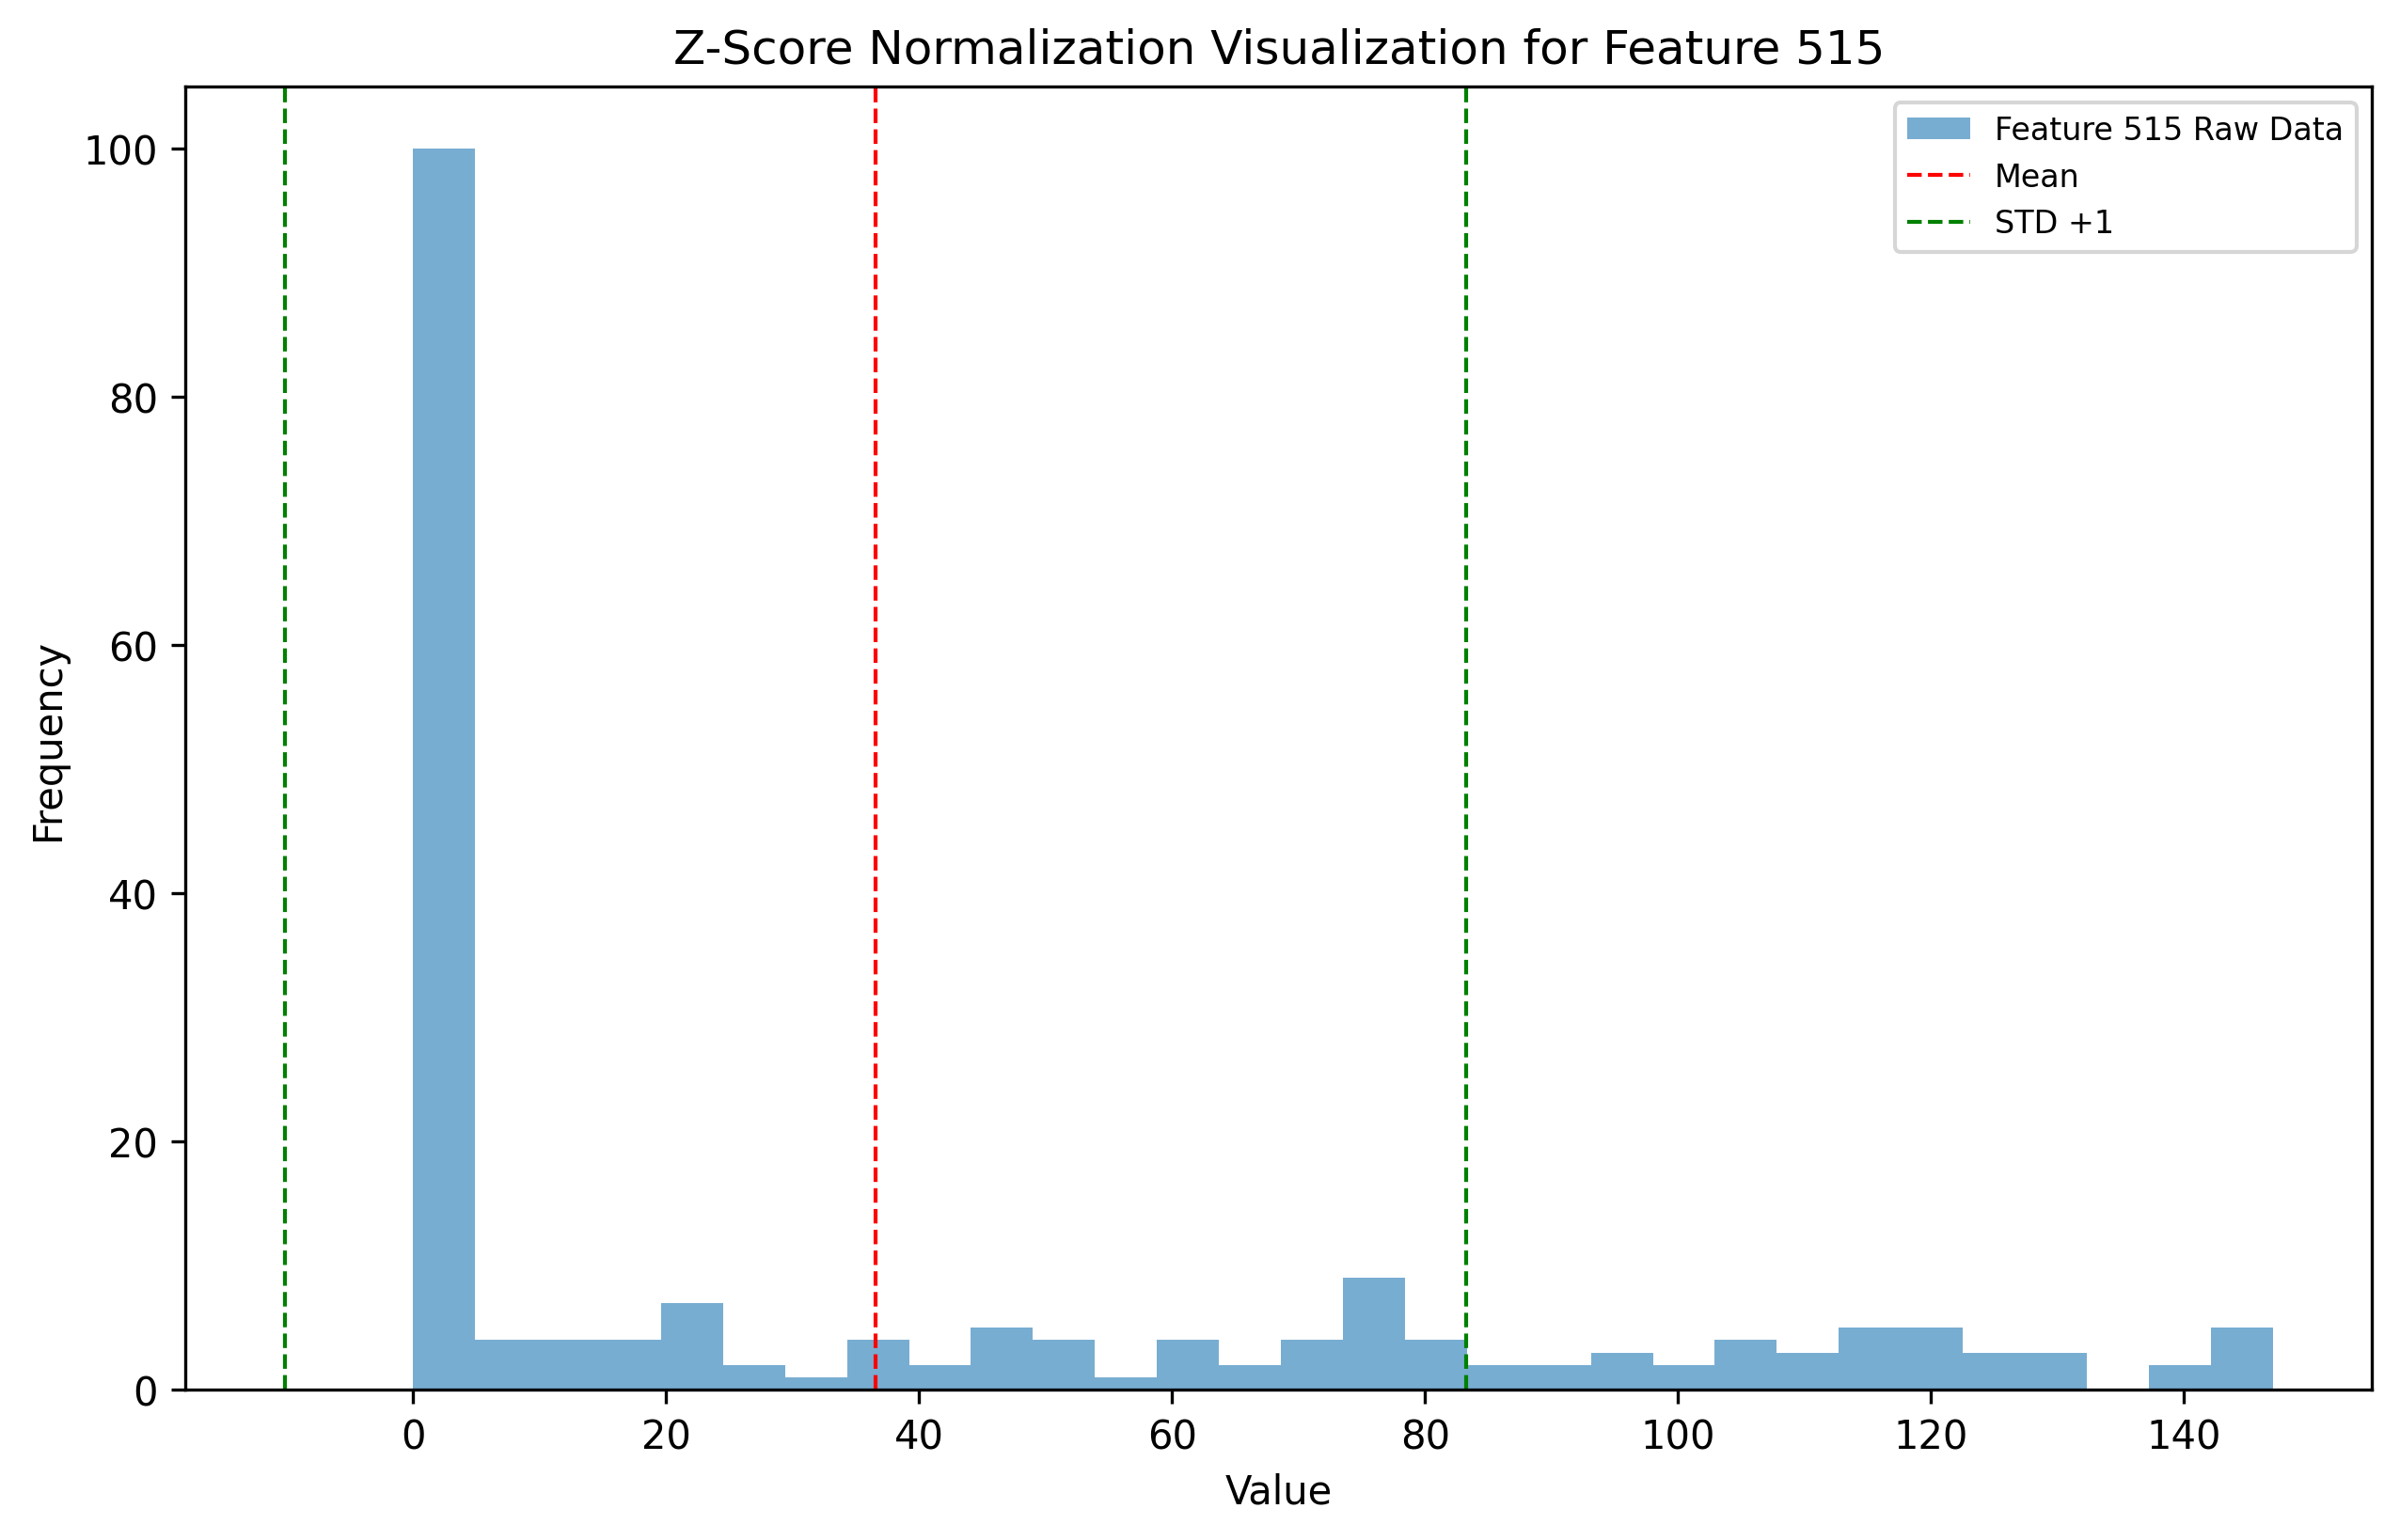 Z-Score Normalization Visualization for Feature 515
Feature 515 Raw Data
Mean
STD +1
100
80
60
40
20
0
Frequency
0 20 40 60 80 100 120 140
Value